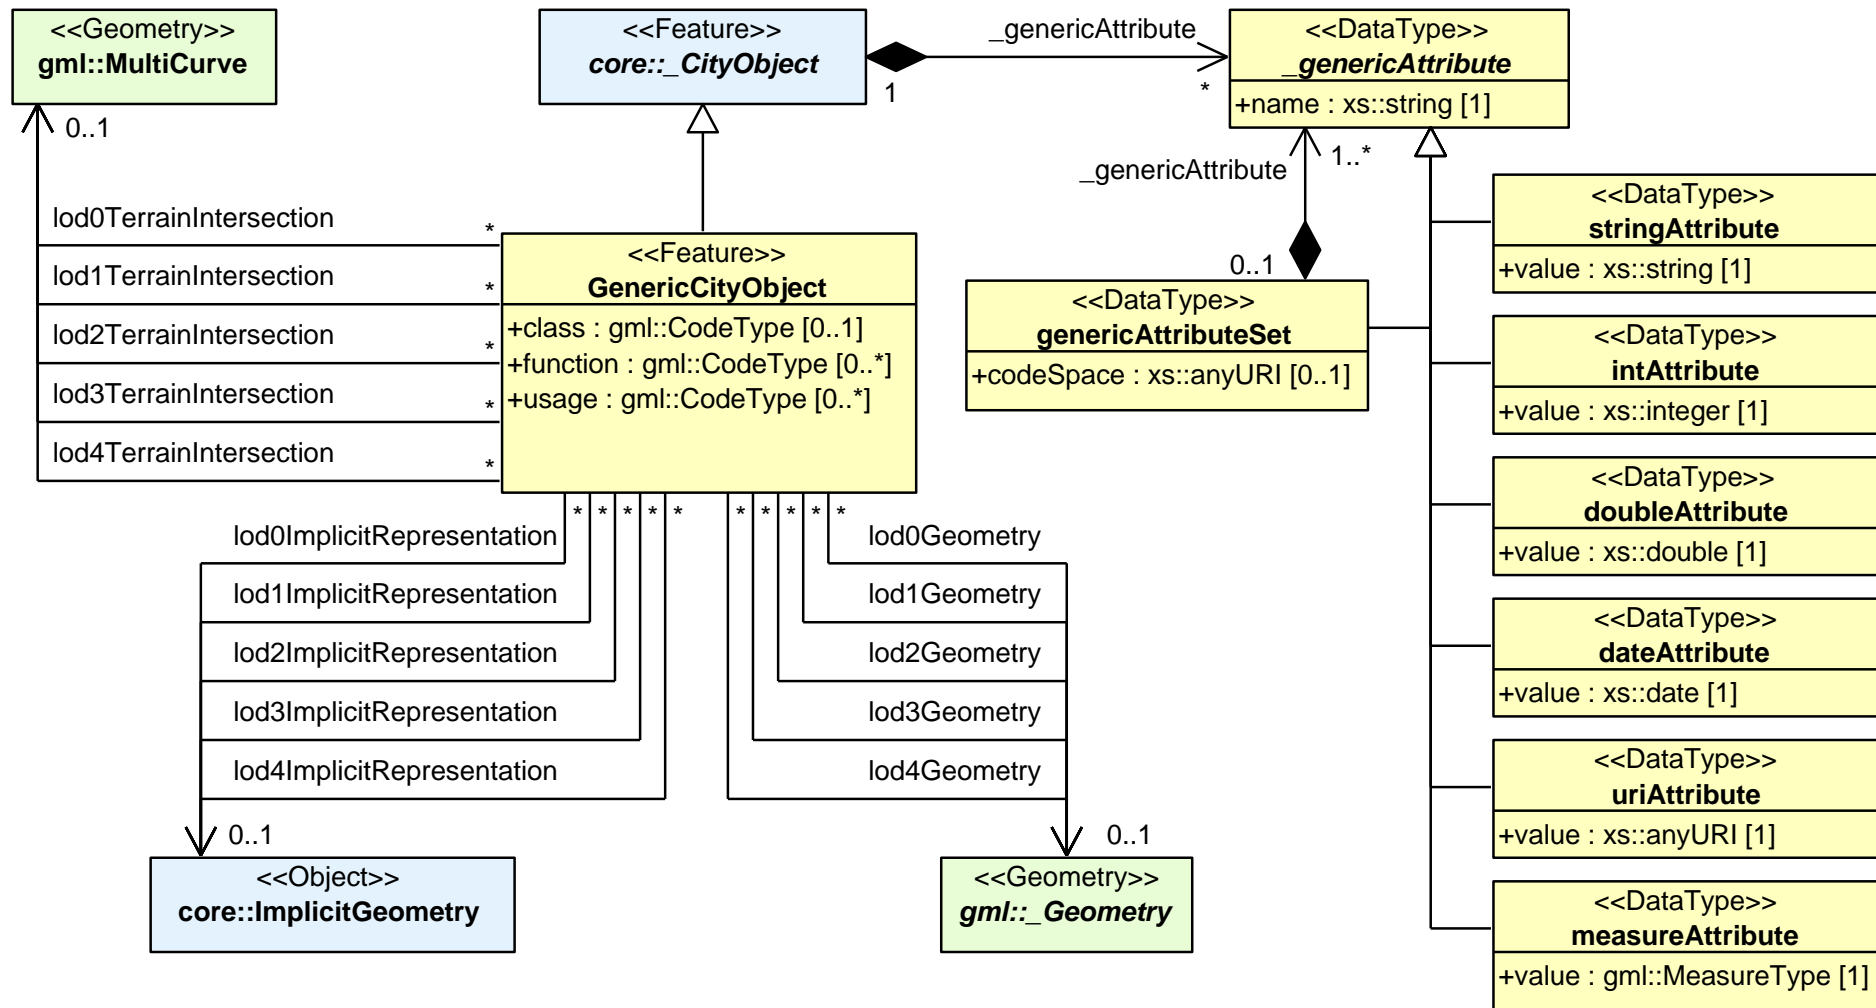 <<Geometry>>
gml::MultiCurve
0..1
<<Feature>>
core::_CityObject
1
_genericAttribute
*
<<DataType>>
_genericAttribute
+name : xs::string [1]
1..*
_genericAttribute
0..1
<<DataType>>
genericAttributeSet
+codeSpace : xs::anyURI [0..1]
lod0TerrainIntersection
*
lod1TerrainIntersection
*
lod2TerrainIntersection
*
lod3TerrainIntersection
*
lod4TerrainIntersection
*
<<Feature>>
GenericCityObject
+class : gml::CodeType [0..1]
+function : gml::CodeType [0..*]
+usage : gml::CodeType [0..*]
* * * * *
* * * * *
lod0ImplicitRepresentation
lod1ImplicitRepresentation
lod2ImplicitRepresentation
lod3ImplicitRepresentation
lod4ImplicitRepresentation
0..1
<<Object>>
core::ImplicitGeometry
lod0Geometry
lod1Geometry
lod2Geometry
lod3Geometry
lod4Geometry
0..1
<<Geometry>>
gml::_Geometry
<<DataType>>
stringAttribute
+value : xs::string [1]
<<DataType>>
intAttribute
+value : xs::integer [1]
<<DataType>>
doubleAttribute
+value : xs::double [1]
<<DataType>>
dateAttribute
+value : xs::date [1]
<<DataType>>
uriAttribute
+value : xs::anyURI [1]
<<DataType>>
measureAttribute
+value : gml::MeasureType [1]